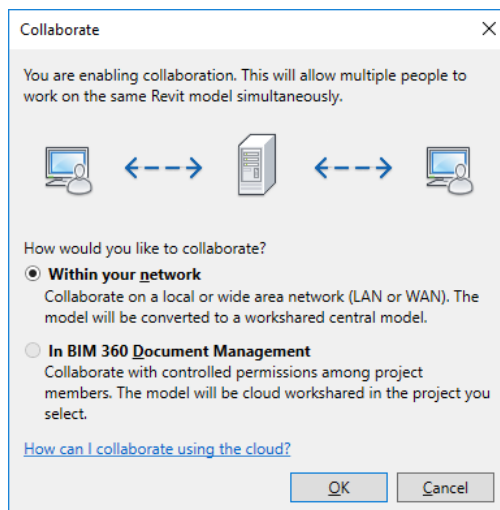 Collaborate
You are enabling collaboration. This will allow multiple people to
work on the same Revit model simultaneously.
How would you like to collaborate?
Within your network
Collaborate on a local or wide area network (LAN or WAN). The
model will be converted to a workshared central model.
In BIM 360 Document Management
Collaborate with controlled permissions among project
members. The model will be cloud workshared in the project you
select.
How can I collaborate using the cloud?
OK Cancel